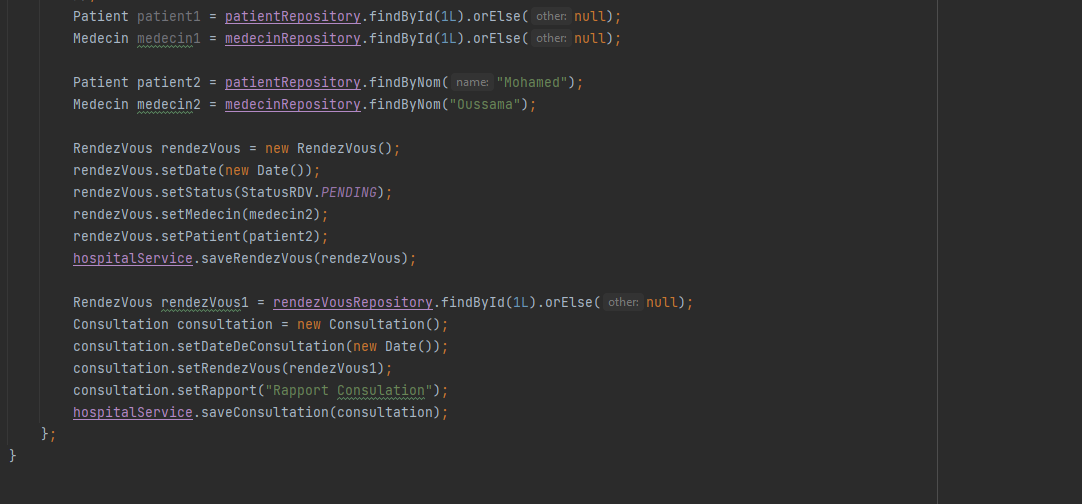 Patient patient1 = patientRepository.findById(1L).orElse( other: null);
Medecin medecin1 = medecinRepository.findById(1L).orElse( other: null);
Patient patient2 = patientRepository.findByNom( name: "Mohamed");
Medecin medecin2 = medecinRepository.findByNom("Oussama");
RendezVous rendezVous = new RendezVous();
rendezVous.setDate(new Date());
rendezVous.setStatus(StatusRDV.PENDING);
rendezVous.setMedecin(medecin2);
rendezVous.setPatient(patient2);
hospitalService.saveRendezVous(rendezVous);
RendezVous rendezVous1 = rendezVousRepository.findById(1L).orElse( other: null);
Consultation consultation = new Consultation();
consultation.setDateDeConsultation(new Date());
consultation.setRendezVous(rendezVous1);
consultation.setRapport("Rapport Consulation");
hospitalService.saveConsultation(consultation);
};
}